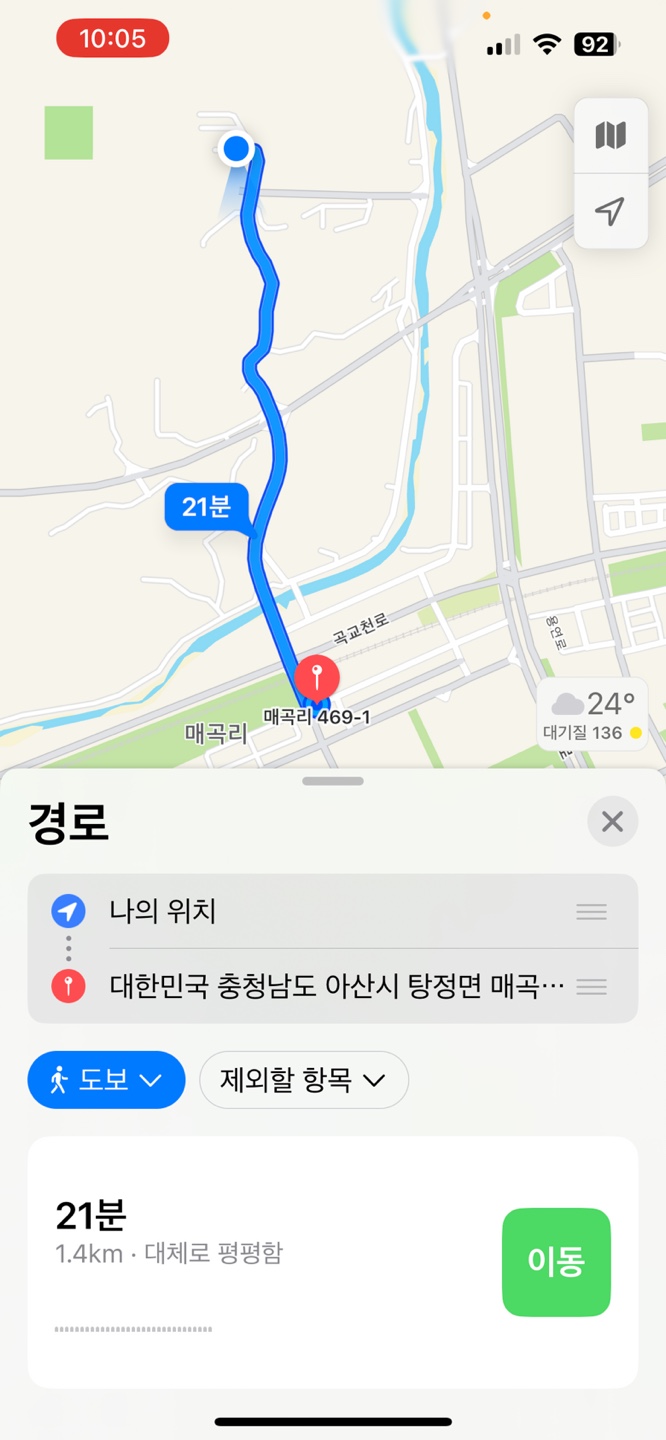 10:05
92
21분
곡교천로
용연로
매곡리 469-1
매곡리
24°
대기질 136
경로
나의 위치
대한민국 충청남도 아산시 탕정면 매곡…
도보
제외할 항목
21분
1.4km · 대체로 평평함
이동